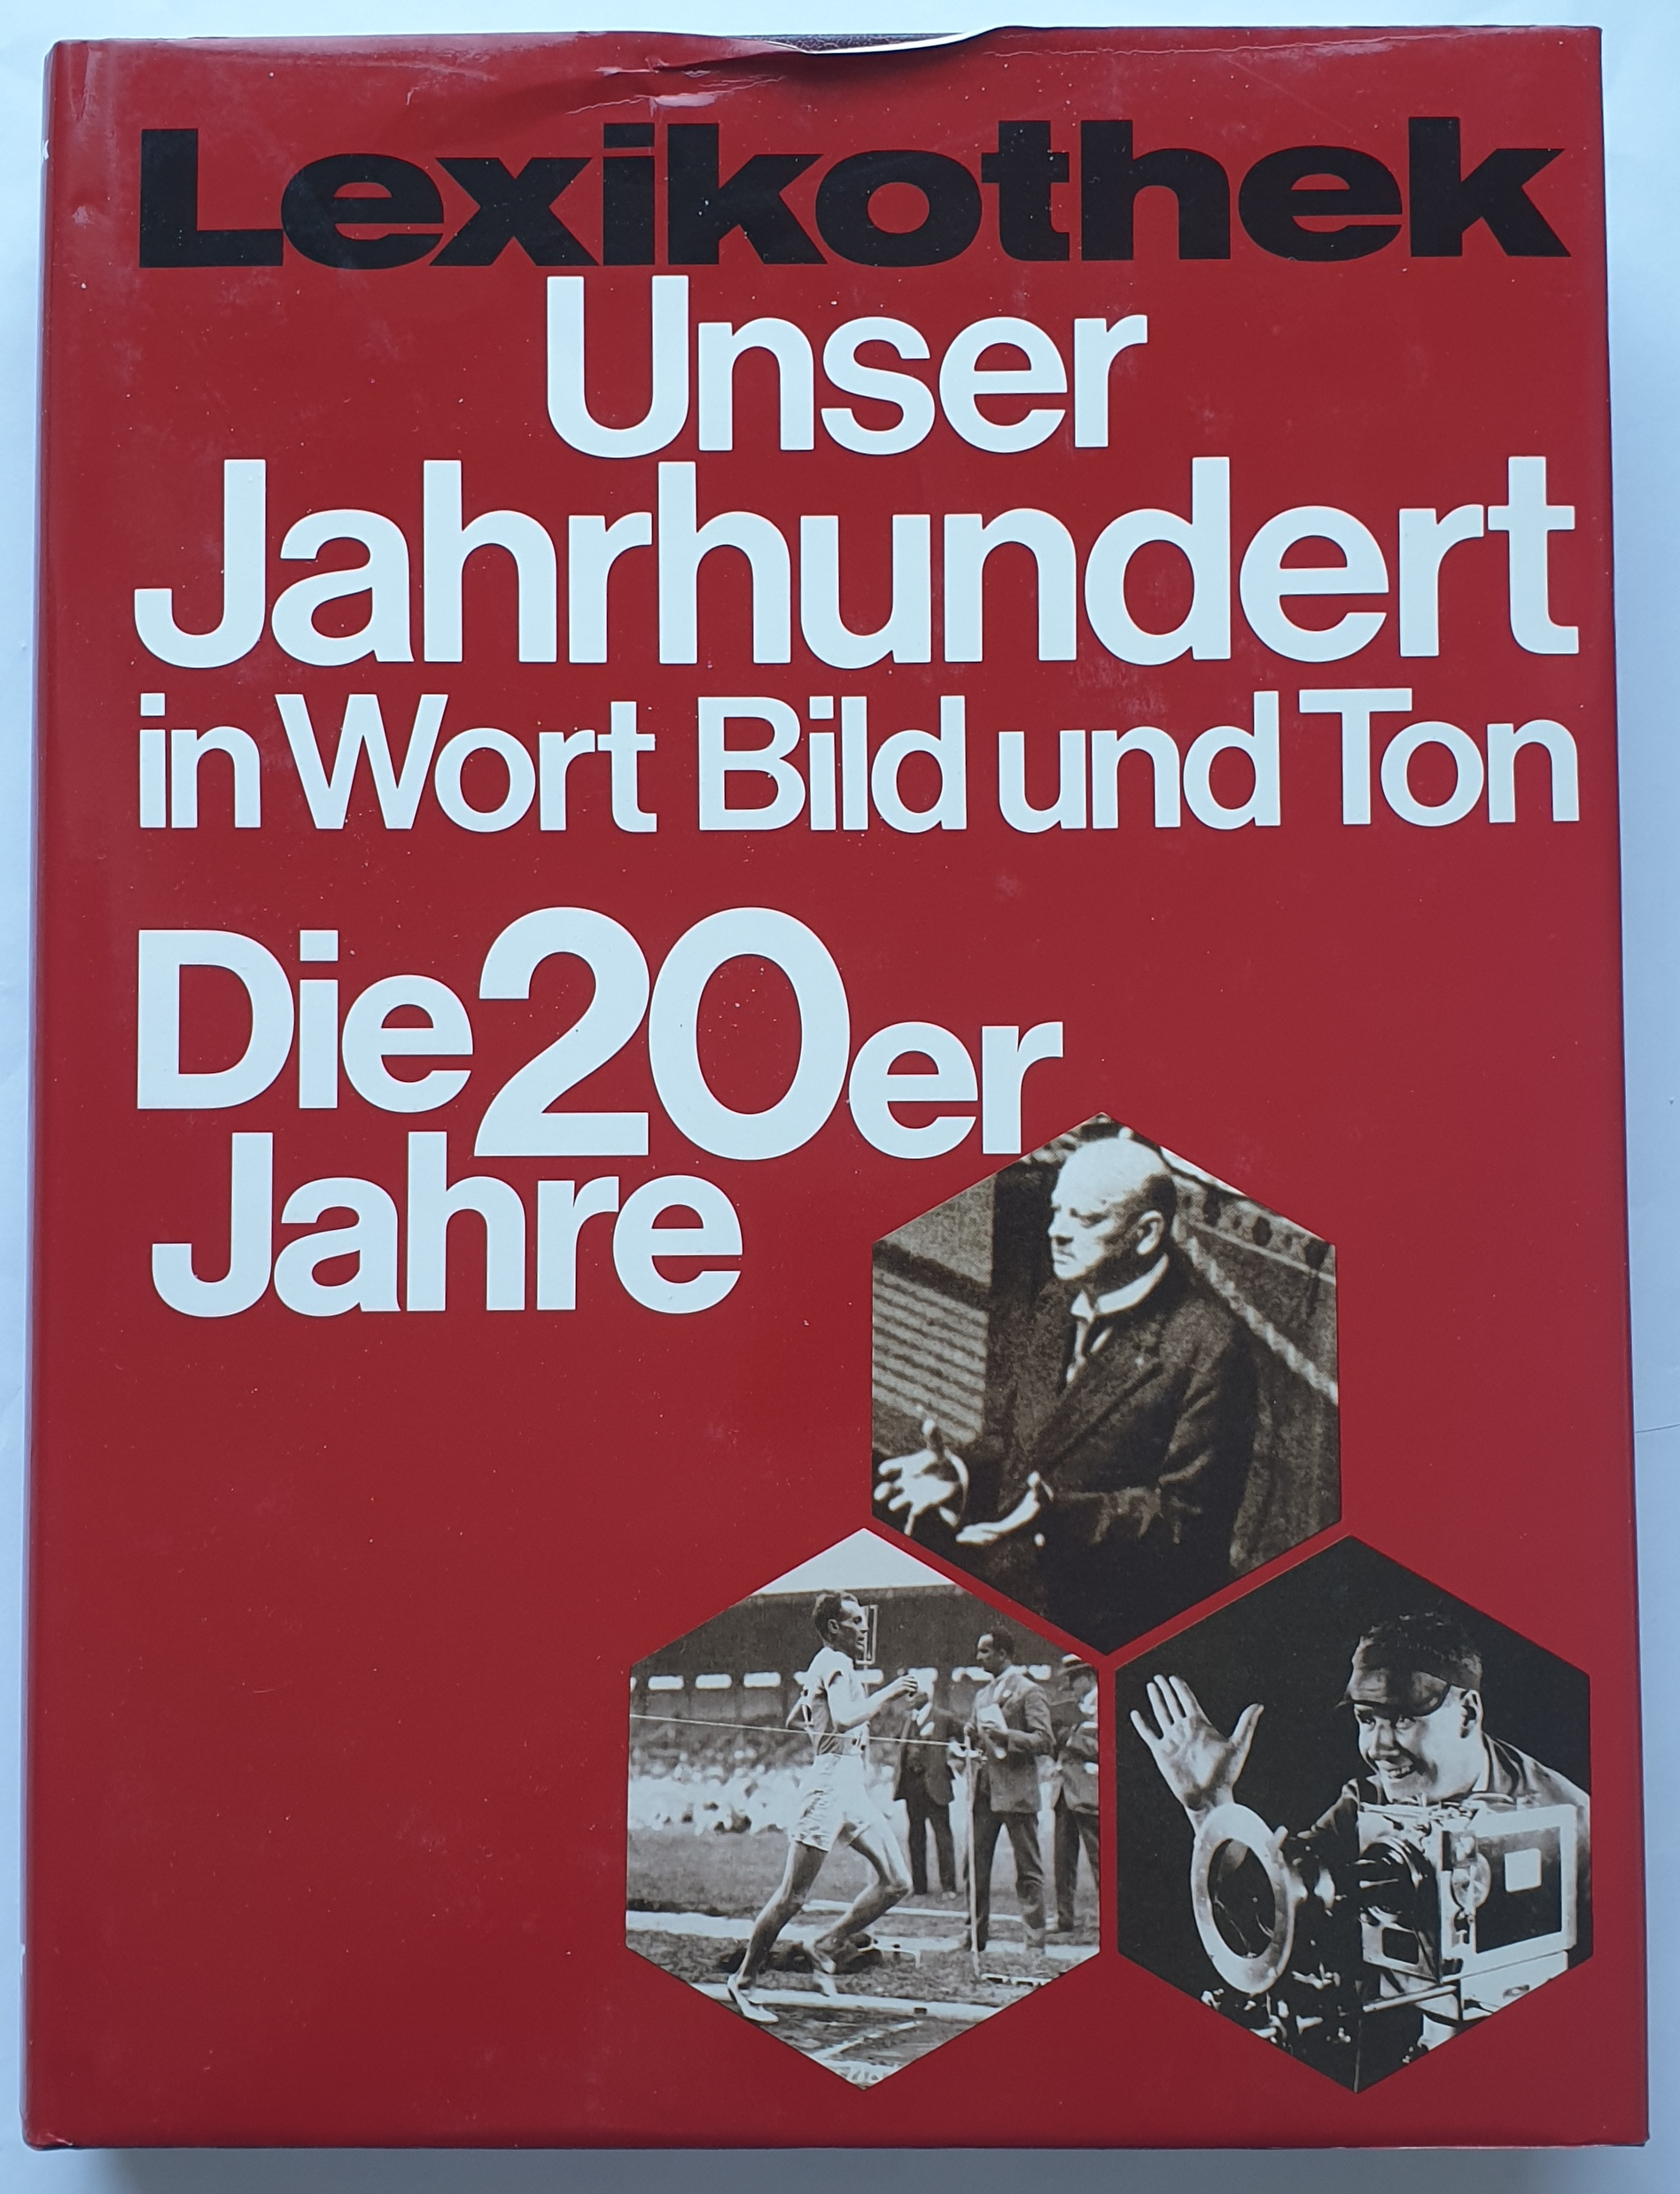 Lexikothek
Unser
Jahrhundert
in Wort Bild und Ton
Die 20er
Jahre